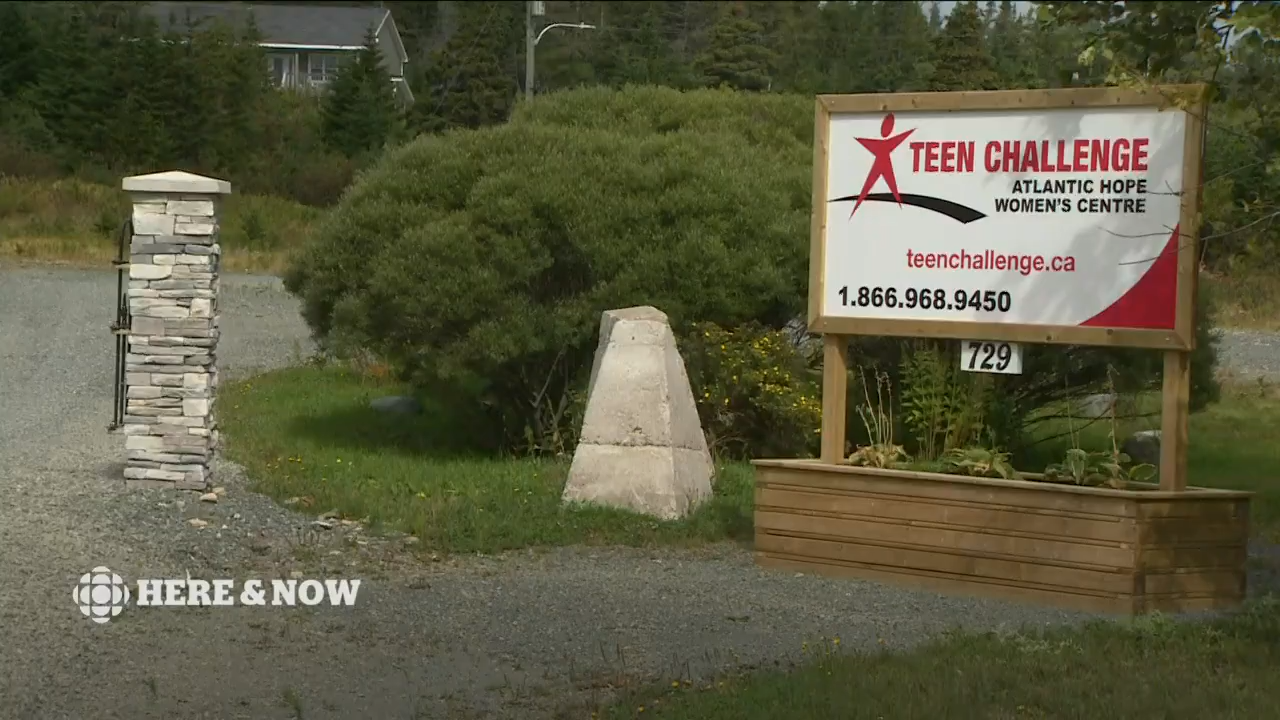 TEEN CHALLENGE
ATLANTIC HOPE
WOMEN'S CENTRE
teenchallenge.ca
1.866.968.9450
729
HERE & NOW